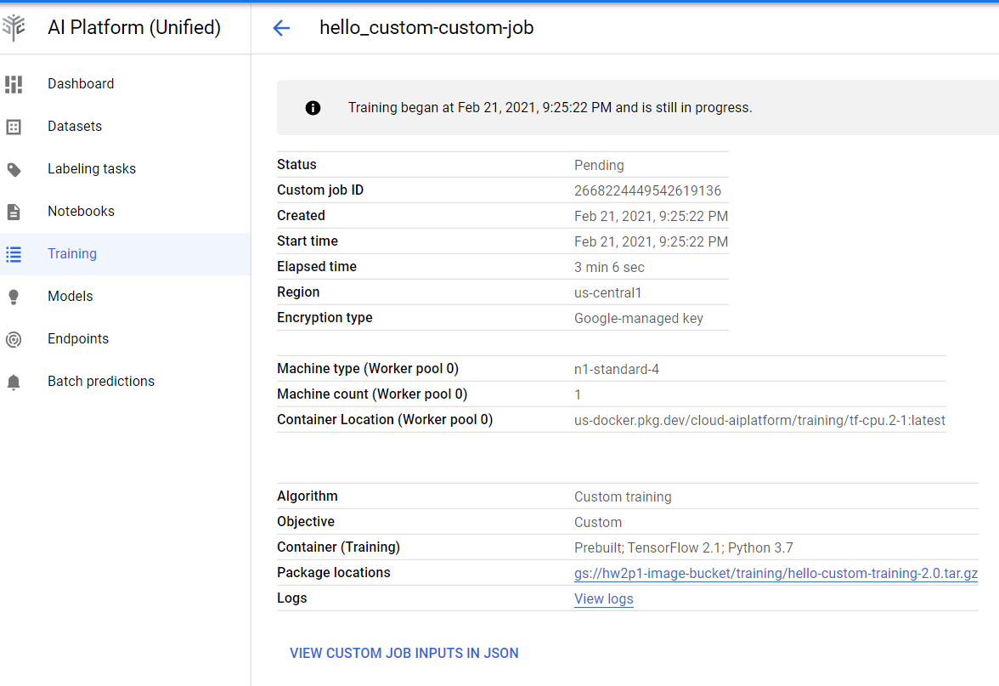 AI Platform (Unified)
hello_custom-custom-job
Dashboard
Datasets
Labeling tasks
Notebooks
Training
Models
Endpoints
Batch predictions
Training began at Feb 21, 2021, 9:25:22 PM and is still in progress.
Status Pending
Custom job ID 2668224449542619136
Created Feb 21, 2021, 9:25:22 PM
Start time Feb 21, 2021, 9:25:22 PM
Elapsed time 3 min 6 sec
Region us-central1
Encryption type Google-managed key
Machine type (Worker pool 0) n1-standard-4
Machine count (Worker pool 0) 1
Container Location (Worker pool 0) us-docker.pkg.dev/cloud-aiplatform/training/tf-cpu.2-1:latest
Algorithm Custom training
Objective Custom
Container (Training) Prebuilt; TensorFlow 2.1; Python 3.7
Package locations gs://hw2p1-image-bucket/training/hello-custom-training-2.0.tar.gz
Logs View logs
VIEW CUSTOM JOB INPUTS IN JSON